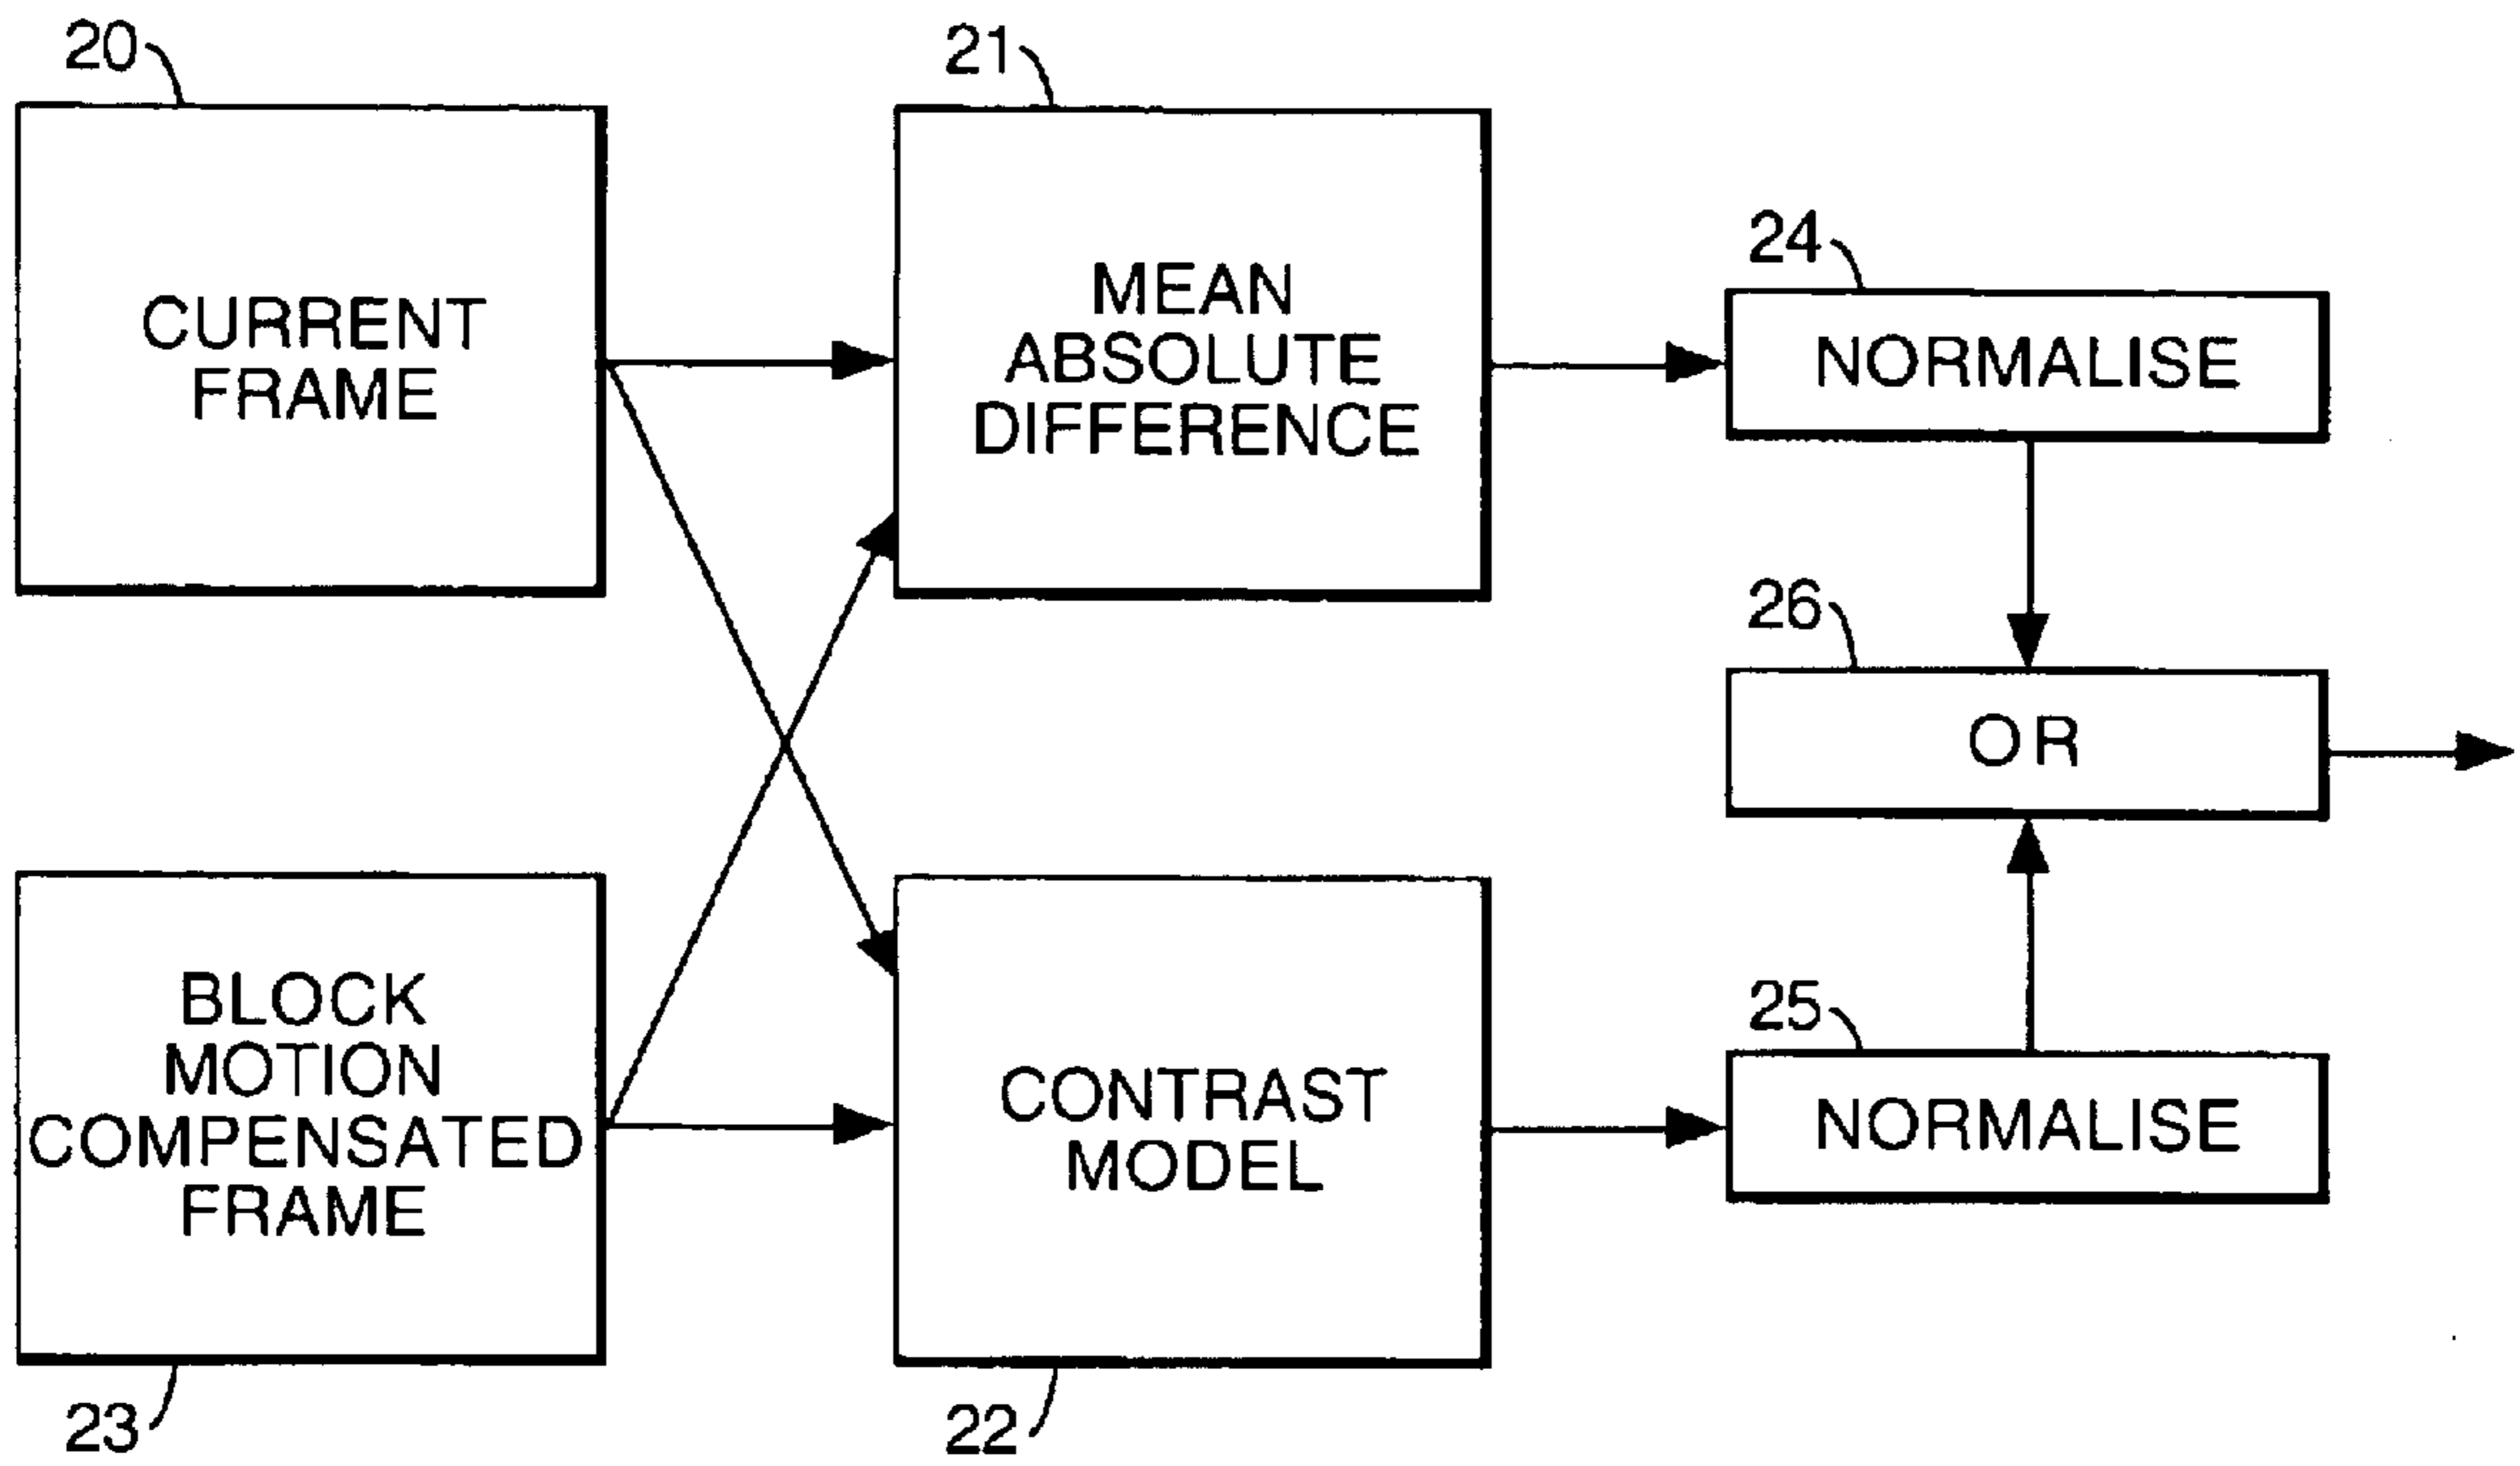 20
CURRENT
FRAME
21
MEAN
ABSOLUTE
DIFFERENCE
24
NORMALISE
26
OR
BLOCK
MOTION
COMPENSATED
FRAME
23
CONTRAST
MODEL
22
25
NORMALISE